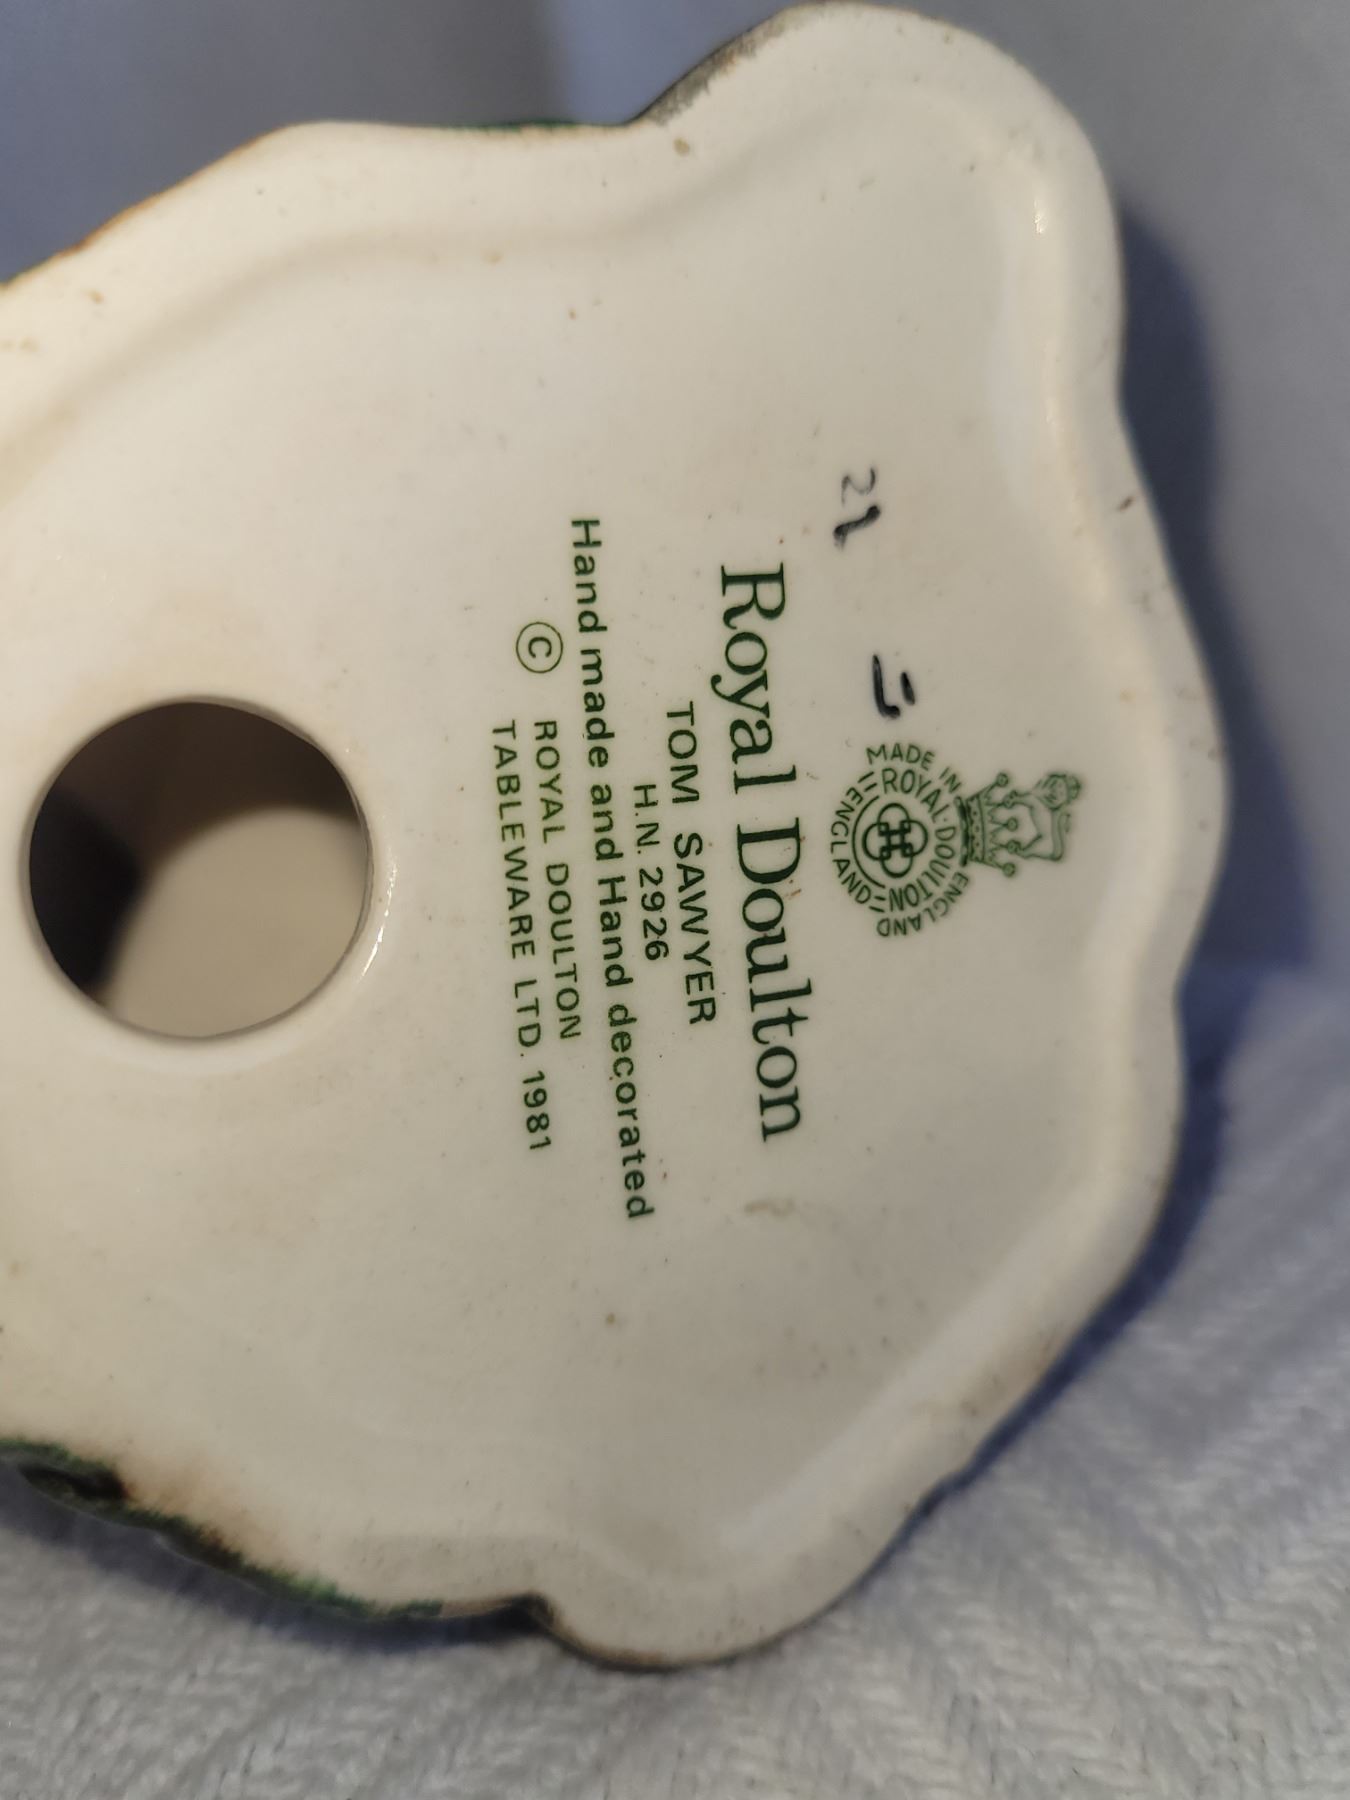 MADE IN ENGLAND
ROYAL·DOULTON
ENGLAND
Royal Doulton
TOM SAWYER
H.N. 2926
Hand made and Hand decorated
© ROYAL DOULTON
TABLEWARE LTD. 1981